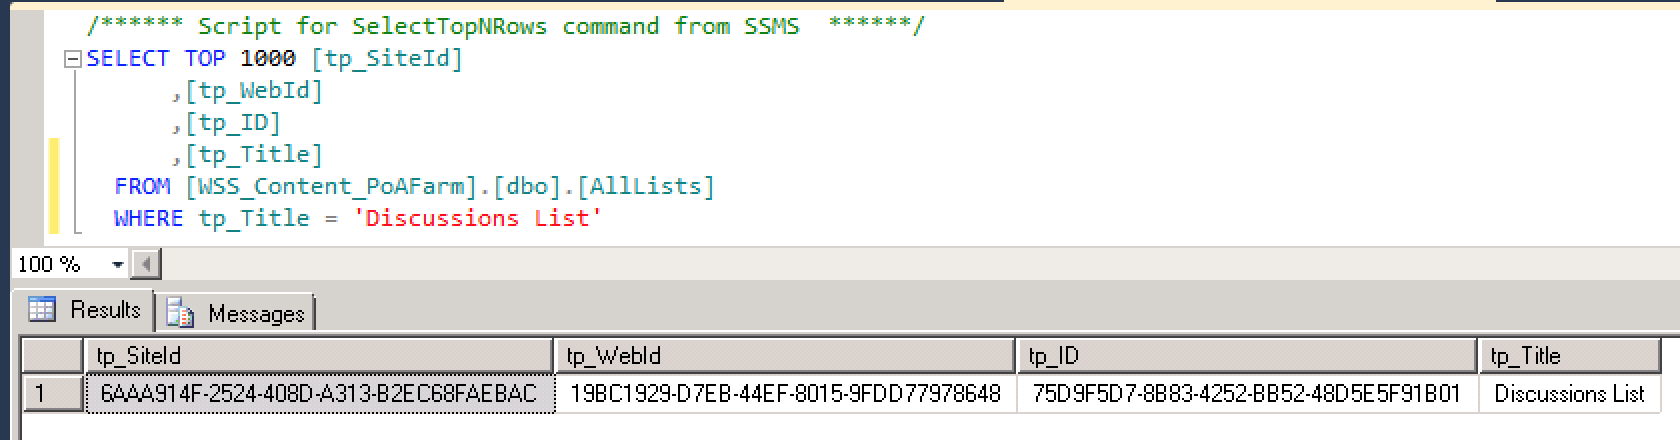 /****** Script for SelectTopNRows command from SSMS  ******/
SELECT TOP 1000 [tp_SiteId]
,[tp_WebId]
,[tp_ID]
,[tp_Title]
FROM [WSS_Content_PoAFarm].[dbo].[AllLists]
WHERE tp_Title = 'Discussions List'
100 %
Results Messages
tp_SiteId tp_WebId tp_ID tp_Title
1 6AAA914F-2524-408D-A313-B2EC68FAEBAC 19BC1929-D7EB-44EF-8015-9FDD77978648 75D9F5D7-8B83-4252-BB52-48D5E5F91B01 Discussions List